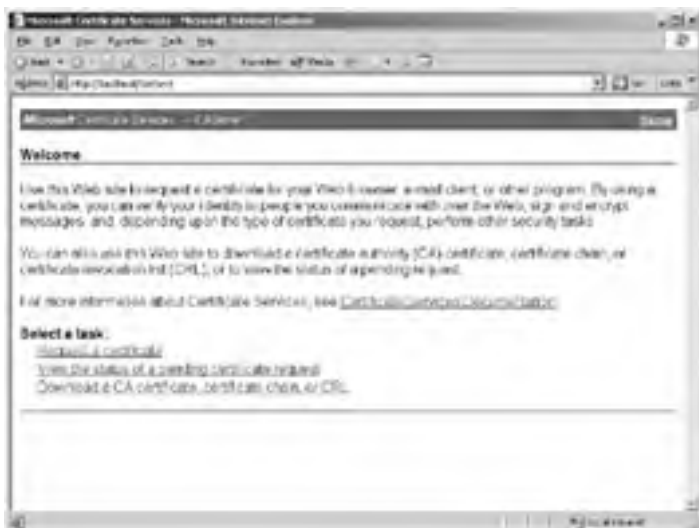 Microsoft Certificate Services - Microsoft Internet Explorer
Microsoft Certificate Services
Home
Welcome
Use this Web site to request a certificate for your Web browser, e-mail client, or other program. By using a
certificate, you can verify your identity to people you communicate with over the Web, sign and encrypt
messages, and, depending upon the type of certificate you request, perform other security tasks.
You can also use this Web site to download a certificate authority (CA) certificate, certificate chain, or
certificate revocation list (CRL), or to view the status of a pending request.
For more information about Certificate Services, see Certificate Services Documentation.
Select a task:
Request a certificate
View the status of a pending certificate request
Download a CA certificate, certificate chain, or CRL